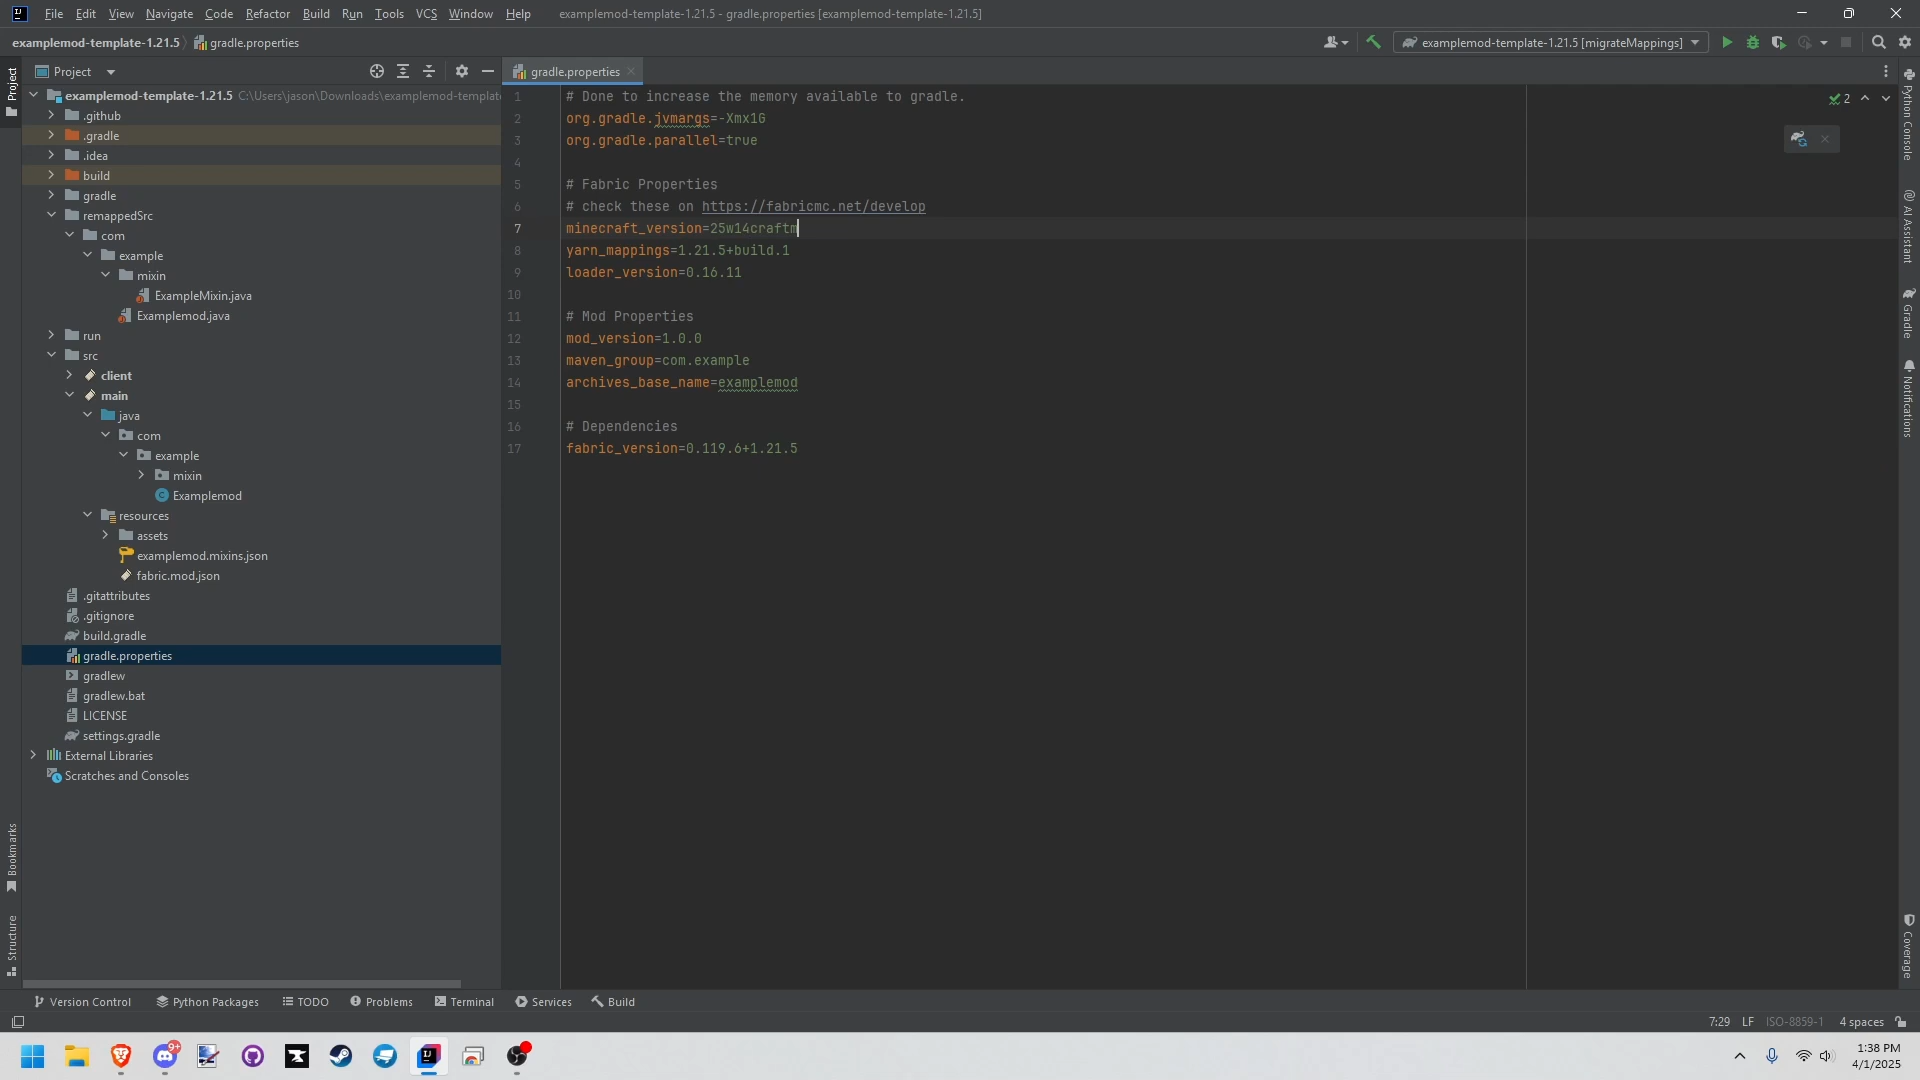 File Edit View Navigate Code Refactor Build Run Tools VCS Window Help examplemod-template-1.21.5 - gradle.properties [examplemod-template-1.21.5]
examplemod-template-1.21.5 gradle.properties examplemod-template-1.21.5 [migrateMappings]
Project gradle.properties
examplemod-template-1.21.5 C:\Users\jason\Downloads\examplemod-templat
.github
.gradle
.idea
build
gradle
remappedSrc
com
example
mixin
ExampleMixin.java
Examplemod.java
run
src
client
main
java
com
example
mixin
Examplemod
resources
assets
examplemod.mixins.json
fabric.mod.json
.gitattributes
.gitignore
build.gradle
gradle.properties
gradlew
gradlew.bat
LICENSE
settings.gradle
External Libraries
Scratches and Consoles
1 # Done to increase the memory available to gradle.
2 org.gradle.jvmargs=-Xmx1G
3 org.gradle.parallel=true
4
5 # Fabric Properties
6 # check these on https://fabricmc.net/develop
7 minecraft_version=25w14craftm
8 yarn_mappings=1.21.5+build.1
9 loader_version=0.16.11
10
11 # Mod Properties
12 mod_version=1.0.0
13 maven_group=com.example
14 archives_base_name=examplemod
15
16 # Dependencies
17 fabric_version=0.119.6+1.21.5
2
Project
Bookmarks
Structure
Python Console
AI Assistant
Gradle
Notifications
Coverage
Version Control Python Packages TODO Problems Terminal Services Build
7:29 LF ISO-8859-1 4 spaces
9+
1:38 PM
4/1/2025